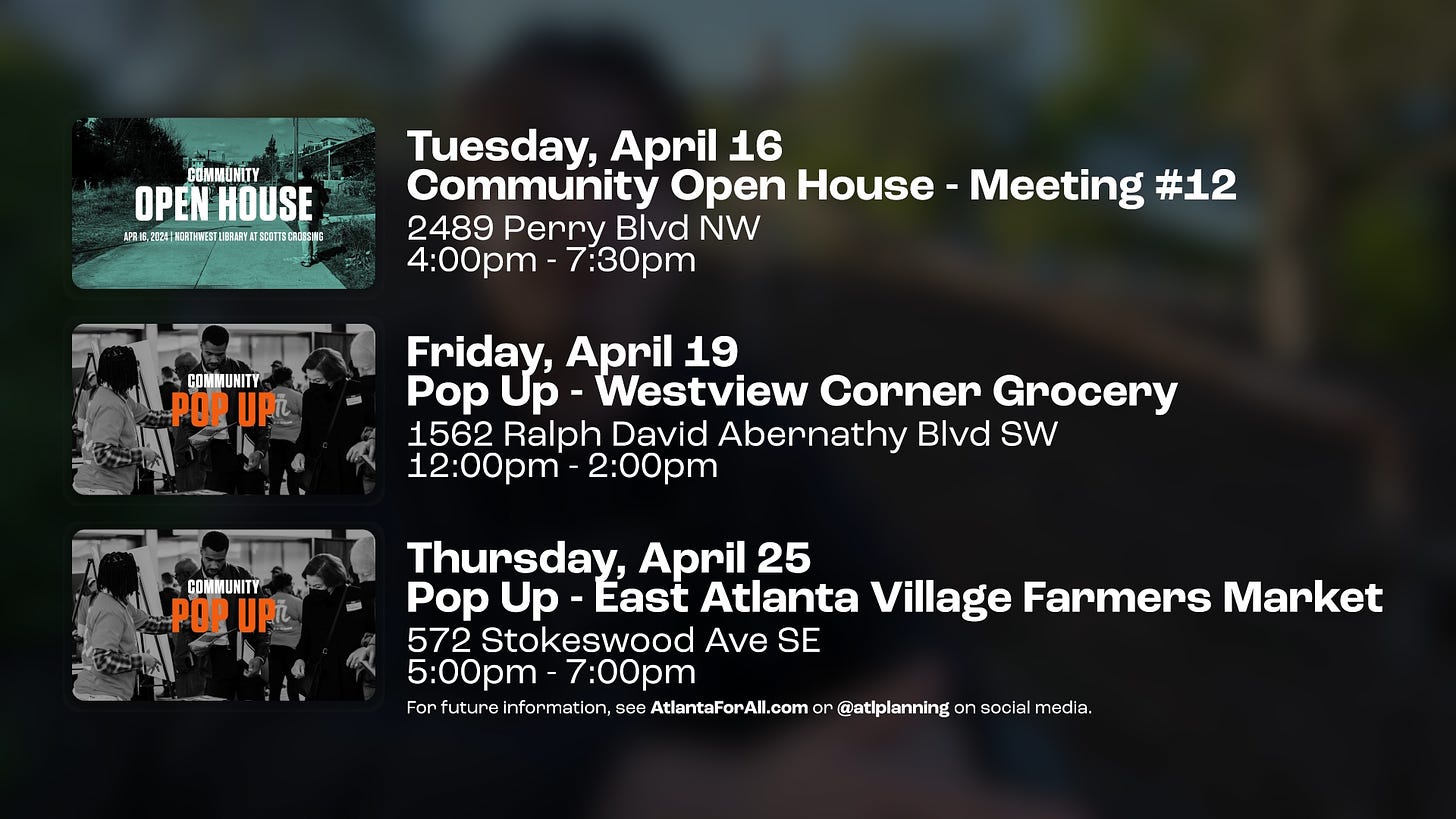 COMMUNITY
OPEN HOUSE
APR 16, 2024 | NORTHWEST LIBRARY AT SCOTTS CROSSING
Tuesday, April 16
Community Open House - Meeting #12
2489 Perry Blvd NW
4:00pm - 7:30pm
COMMUNITY
POP UP
Friday, April 19
Pop Up - Westview Corner Grocery
1562 Ralph David Abernathy Blvd SW
12:00pm - 2:00pm
COMMUNITY
POP UP
Thursday, April 25
Pop Up - East Atlanta Village Farmers Market
572 Stokeswood Ave SE
5:00pm - 7:00pm
For future information, see AtlantaForAll.com or @atlplanning on social media.